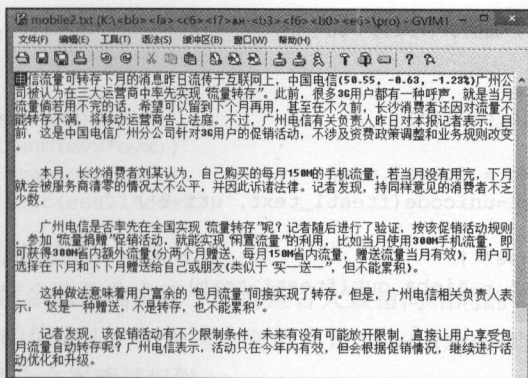 mobile2.txt (K:\<bb><fa><c6><f7>вж <b3><f6><b0><e6>\pro) - GVIM1
文件(F) 编辑(E) 工具(T) 语法(S) 缓冲区(B) 窗口(W) 帮助(H)
电信流量可转存下月的消息昨日流传于互联网上，中国电信(50.55, -0.63, -1.23%)广州公
司被认为在三大运营商中率先实现“流量转存”。此前，很多3G用户都有一种呼声，就是当月
流量倘若用不完的话，希望可以留到下个月再用，甚至在不久前，长沙消费者还因对流量不
能转存不满，将移动运营商告上法庭。不过，广州电信有关负责人昨日对本报记者表示，目
前，这是中国电信广州分公司针对3G用户的促销活动，不涉及资费政策调整和业务规则改变
。
本月，长沙消费者刘某认为，自己购买的每月150M的手机流量，若当月没有用完，下月
就会被服务商清零的情况太不公平，并因此诉诸法律。记者发现，持同样意见的消费者不乏
少数，
广州电信是否率先在全国实现“流量转存”呢？记者随后进行了验证，按该促销活动规则
，参加“流量捐赠”促销活动，就能实现“闲置流量”的利用，比如当月使用300M手机流量，即
可获得300M省内额外流量(分两个月赠送，每月150M省内流量，赠送流量当月有效)，用户可
选择在下月和下下月赠送给自己或朋友(类似于“买一送一”，但不能累积)。
这种做法意味着用户富余的“包月流量”间接实现了转存。但是，广州电信相关负责人表
示：“这是一种赠送，不是转存，也不能累积”。
记者发现，该促销活动有不少限制条件，未来有没有可能放开限制，直接让用户享受包
月流量自动转存呢？广州电信表示，活动只在今年内有效，但会根据促销情况，继续进行活
动优化和升级。
~